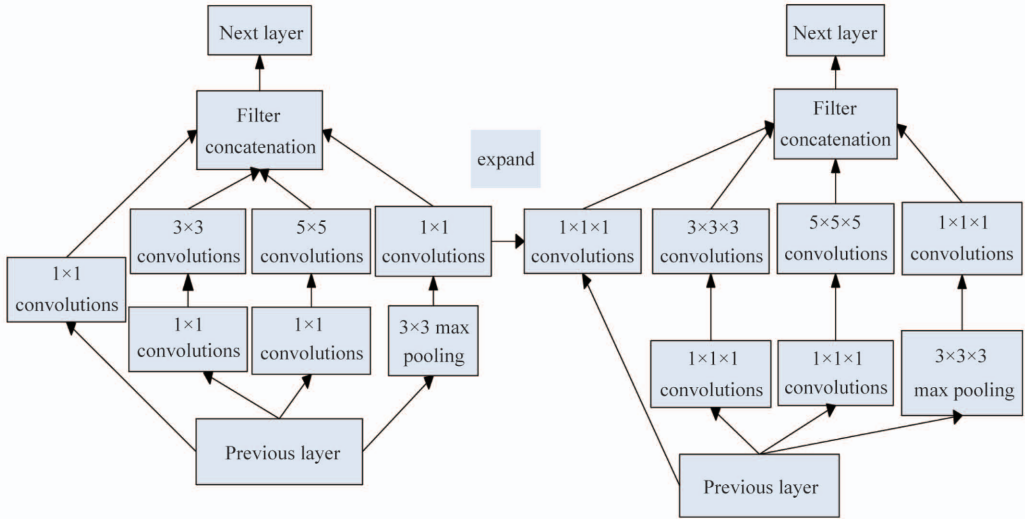 Next layer
Filter
concatenation
3×3
convolutions
5×5
convolutions
1×1
convolutions
1×1
convolutions
1×1
convolutions
1×1
convolutions
3×3 max
pooling
Previous layer
expand
Next layer
Filter
concatenation
1×1×1
convolutions
3×3×3
convolutions
5×5×5
convolutions
1×1×1
convolutions
1×1×1
convolutions
1×1×1
convolutions
3×3×3
max pooling
Previous layer